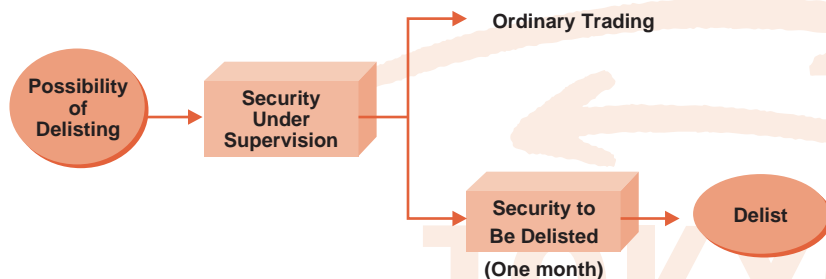 Ordinary Trading
Possibility
of
Delisting
Security
Under
Supervision
Security to
Be Delisted
(One month)
Delist